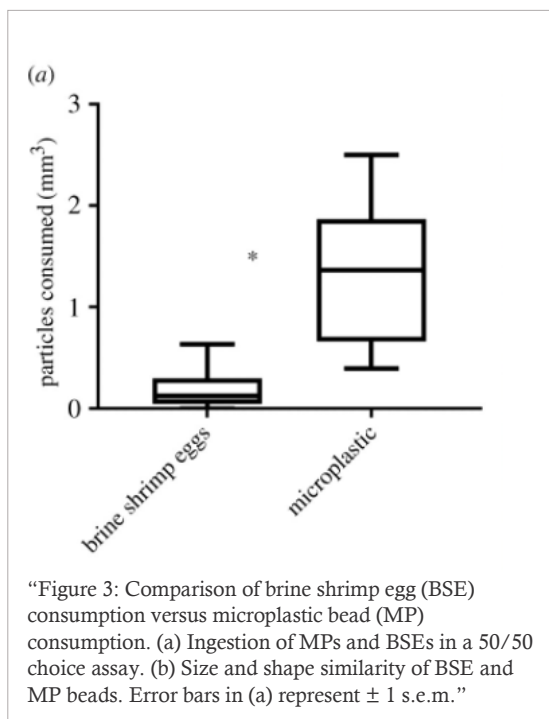 (a)
3
2
1
0
particles consumed (mm³)
*
brine shrimp eggs
microplastic
“Figure 3: Comparison of brine shrimp egg (BSE)
consumption versus microplastic bead (MP)
consumption. (a) Ingestion of MPs and BSEs in a 50/50
choice assay. (b) Size and shape similarity of BSE and
MP beads. Error bars in (a) represent ± 1 s.e.m.”